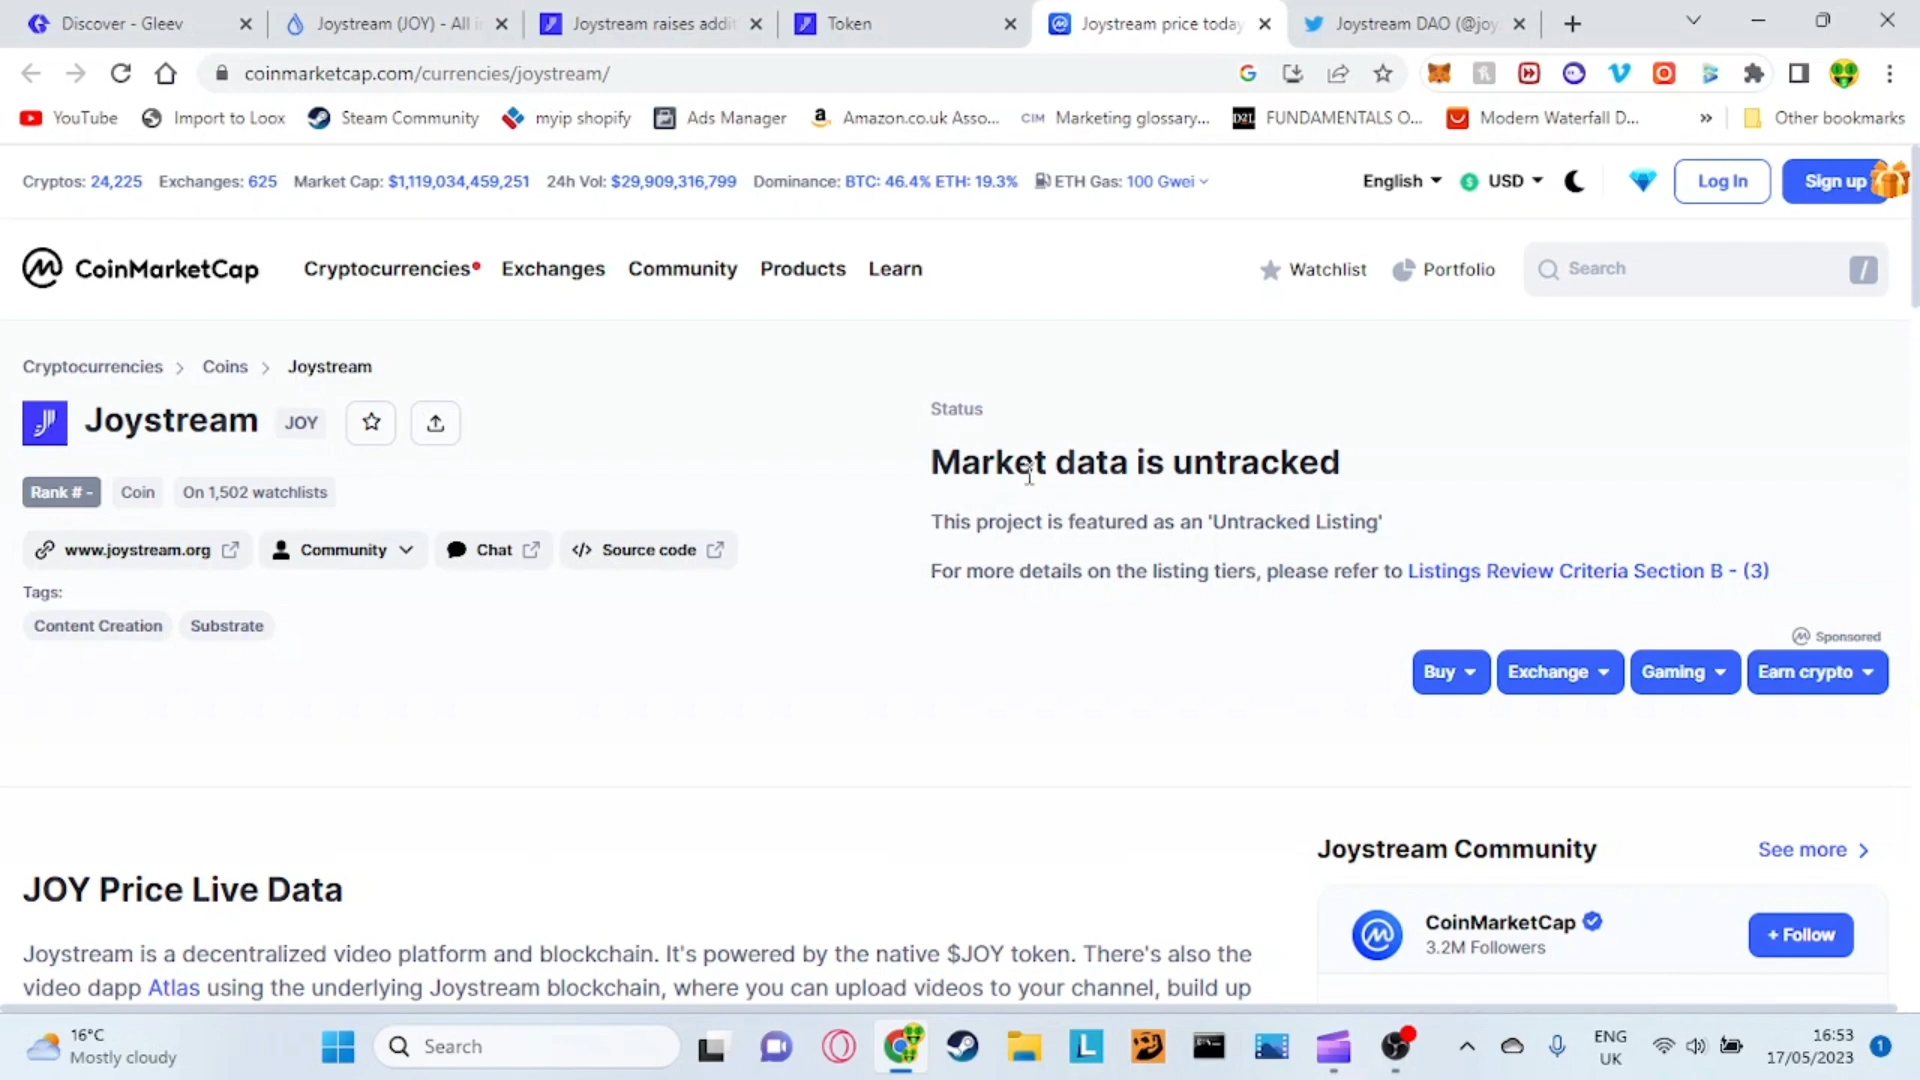 Discover - Gleev
Joystream (JOY) - All i
Joystream raises addit
Token
Joystream price today
Joystream DAO (@joy
coinmarketcap.com/currencies/joystream/
YouTube
Import to Loox
Steam Community
myip shopify
Ads Manager
Amazon.co.uk Asso...
CIM Marketing glossary...
D2L FUNDAMENTALS O...
Modern Waterfall D...
»
Other bookmarks
Cryptos: 24,225 Exchanges: 625 Market Cap: $1,119,034,459,251 24h Vol: $29,909,316,799 Dominance: BTC: 46.4% ETH: 19.3% ETH Gas: 100 Gwei
English
USD
Log In
Sign up
CoinMarketCap
Cryptocurrencies Exchanges Community Products Learn
Watchlist
Portfolio
Search /
Cryptocurrencies > Coins > Joystream
Joystream JOY
Rank # - Coin On 1,502 watchlists
www.joystream.org Community Chat </> Source code
Tags:
Content Creation Substrate
Status
Market data is untracked
This project is featured as an 'Untracked Listing'
For more details on the listing tiers, please refer to Listings Review Criteria Section B - (3)
Sponsored
Buy Exchange Gaming Earn crypto
JOY Price Live Data
Joystream is a decentralized video platform and blockchain. It's powered by the native $JOY token. There's also the
video dapp Atlas using the underlying Joystream blockchain, where you can upload videos to your channel, build up
Joystream Community
See more >
CoinMarketCap
3.2M Followers
+ Follow
16°C
Mostly cloudy
Search
L
ENG
UK
16:53
17/05/2023
1